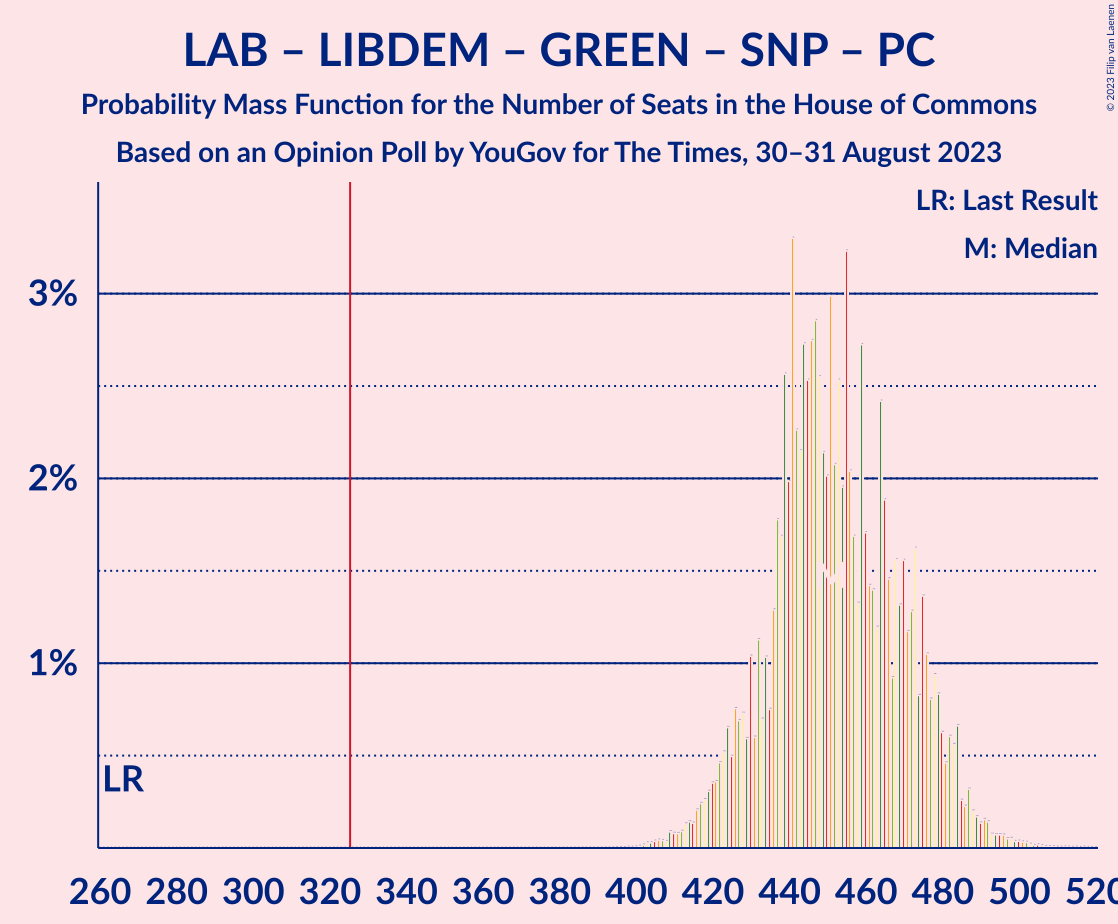 LAB – LIBDEM – GREEN – SNP – PC
Probability Mass Function for the Number of Seats in the House of Commons
Based on an Opinion Poll by YouGov for The Times, 30–31 August 2023
© 2023 Filip van Laenen
LR: Last Result
M: Median
3%
2%
1%
LR
260 280 300 320 340 360 380 400 420 440 460 480 500 520